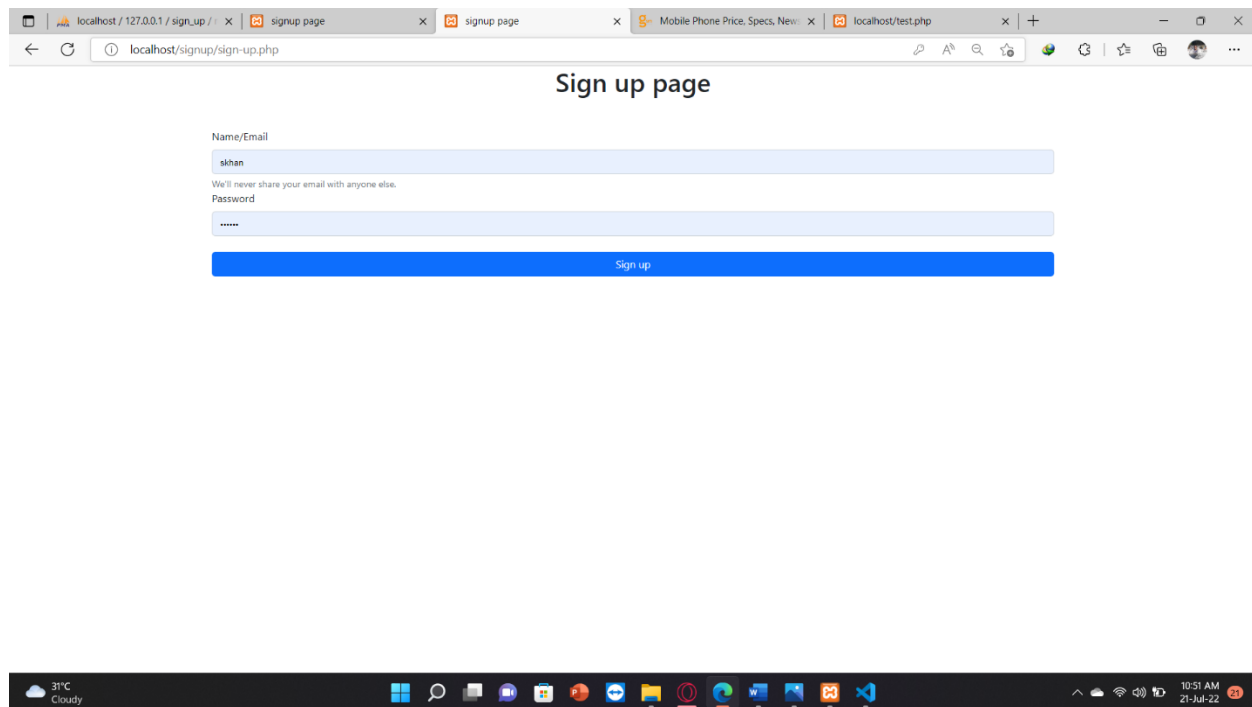 localhost / 127.0.0.1 / sign_up /
signup page
signup page
Mobile Phone Price, Specs, News
localhost/test.php
localhost/signup/sign-up.php
Sign up page
Name/Email
skhan
We'll never share your email with anyone else.
Password
••••••
Sign up
31°C
Cloudy
10:51 AM
21-Jul-22
21